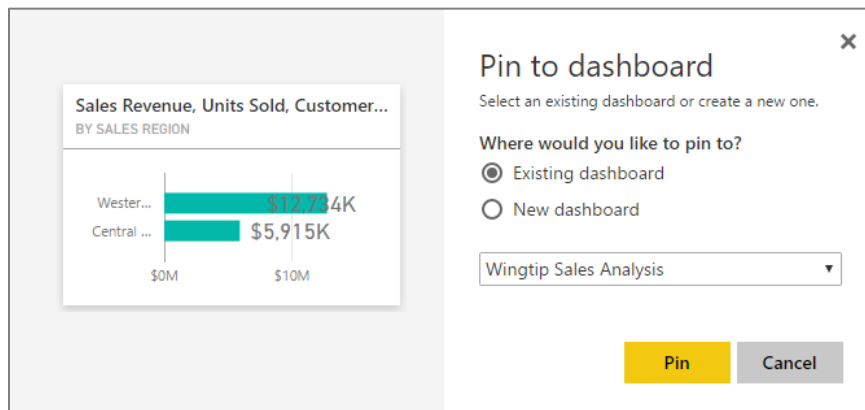 Sales Revenue, Units Sold, Customer...
BY SALES REGION
Wester...
$12,734K
Central ...
$5,915K
$0M
$10M
Pin to dashboard
Select an existing dashboard or create a new one.
Where would you like to pin to?
Existing dashboard
New dashboard
Wingtip Sales Analysis
Pin
Cancel